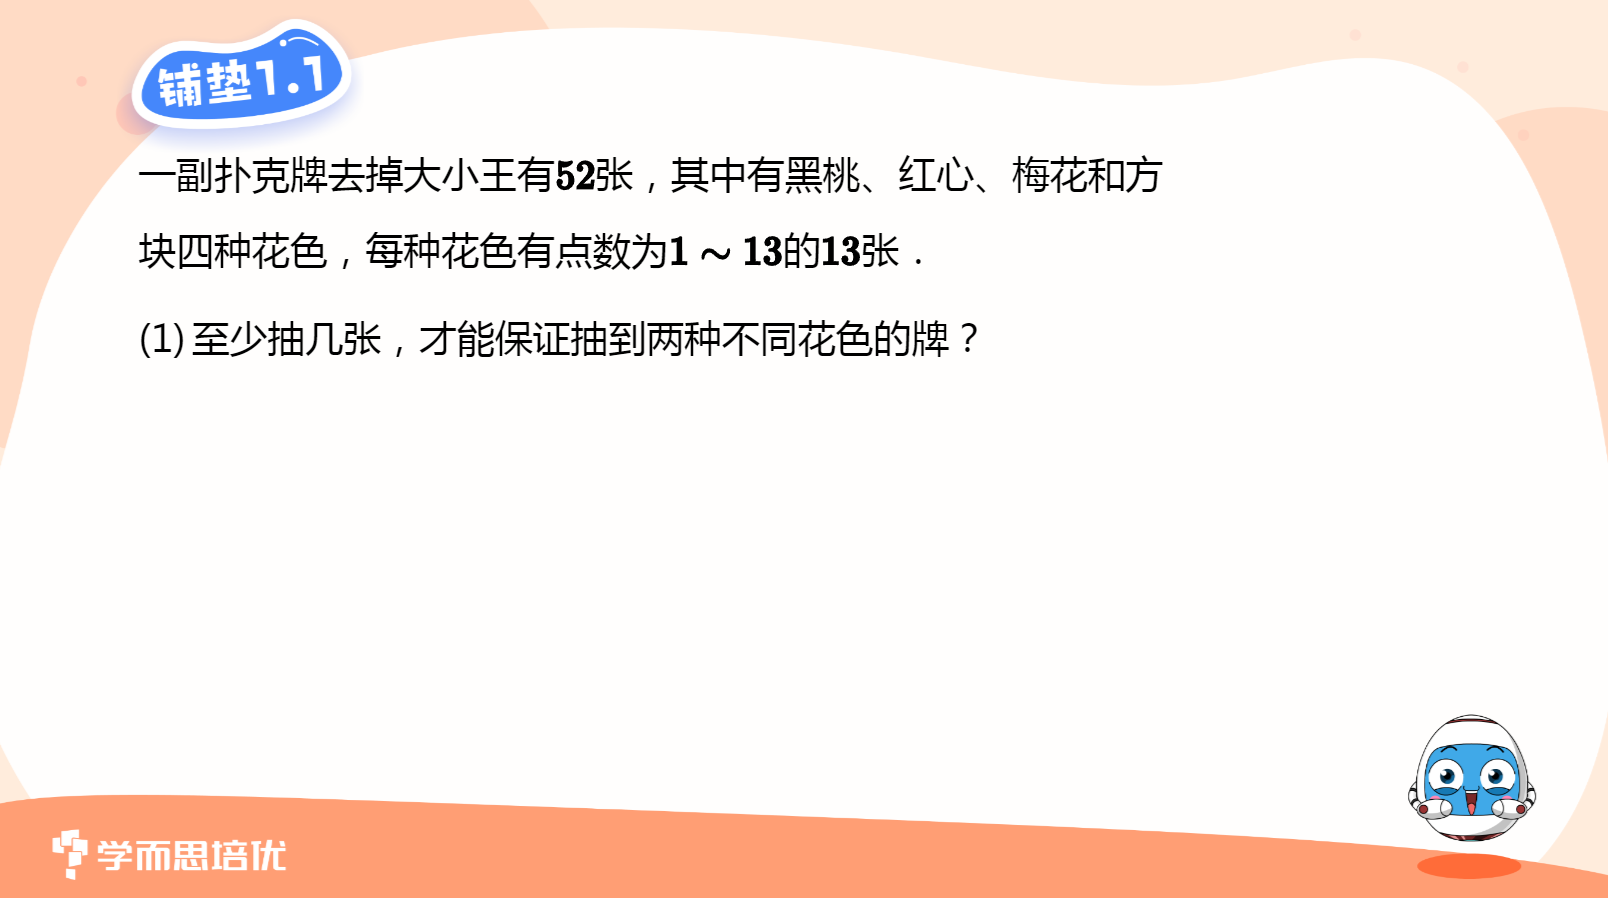 铺垫1.1
一副扑克牌去掉大小王有52张，其中有黑桃、红心、梅花和方
块四种花色，每种花色有点数为1～13的13张．
(1) 至少抽几张，才能保证抽到两种不同花色的牌？
学而思培优